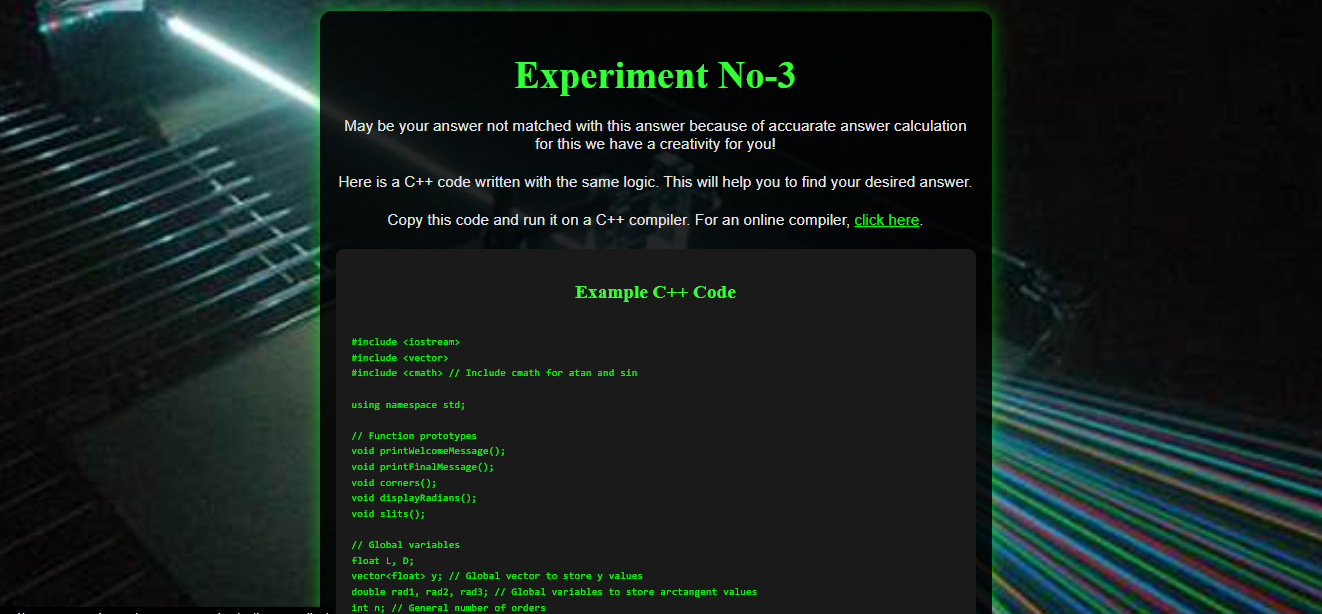 Experiment No-3
May be your answer not matched with this answer because of accuarate answer calculation
for this we have a creativity for you!
Here is a C++ code written with the same logic. This will help you to find your desired answer.
Copy this code and run it on a C++ compiler. For an online compiler, click here.
Example C++ Code
#include <iostream>
#include <vector>
#include <cmath> // Include cmath for atan and sin
using namespace std;
// Function prototypes
void printWelcomeMessage();
void printFinalMessage();
void corners();
void displayRadians();
void slits();
// Global variables
float L, D;
vector<float> y; // Global vector to store y values
double rad1, rad2, rad3; // Global variables to store arctangent values
int n; // General number of orders